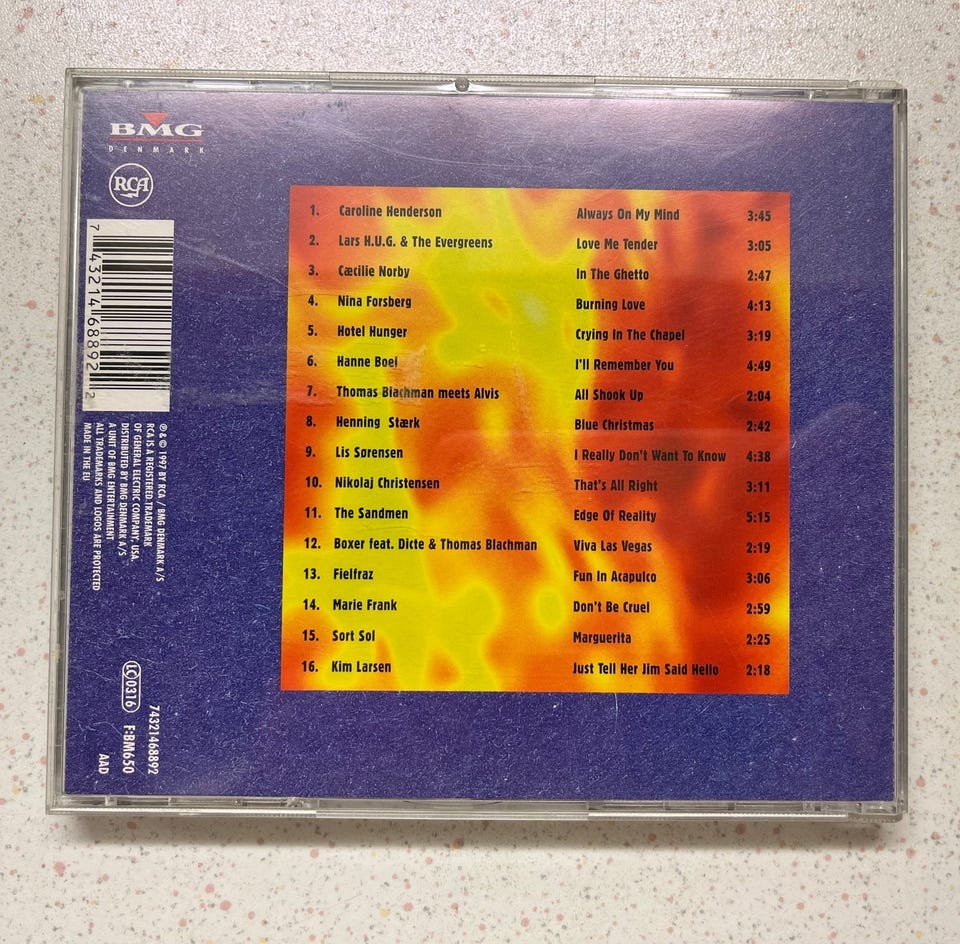 BMG
DENMARK
RCA
7 43214 68892 2
℗ & © 1997 BY RCA / BMG DENMARK A/S
RCA IS A REGISTERED TRADEMARK
OF GENERAL ELECTRIC COMPANY, USA.
DISTRIBUTED BY BMG DENMARK A/S
A UNIT OF BMG ENTERTAINMENT
ALL TRADEMARKS AND LOGOS ARE PROTECTED
MADE IN THE EU
1. Caroline Henderson Always On My Mind 3:45
2. Lars H.U.G. & The Evergreens Love Me Tender 3:05
3. Cæcilie Norby In The Ghetto 2:47
4. Nina Forsberg Burning Love 4:13
5. Hotel Hunger Crying In The Chapel 3:19
6. Hanne Boel I'll Remember You 4:49
7. Thomas Blachman meets Alvis All Shook Up 2:04
8. Henning Stærk Blue Christmas 2:42
9. Lis Sørensen I Really Don't Want To Know 4:38
10. Nikolaj Christensen That's All Right 3:11
11. The Sandmen Edge Of Reality 5:15
12. Boxer feat. Dicte & Thomas Blachman Viva Las Vegas 2:19
13. Fielfraz Fun In Acapulco 3:06
14. Marie Frank Don't Be Cruel 2:59
15. Sort Sol Marguerita 2:25
16. Kim Larsen Just Tell Her Jim Said Hello 2:18
74321468892
LC 0316 F:BM650
AAD